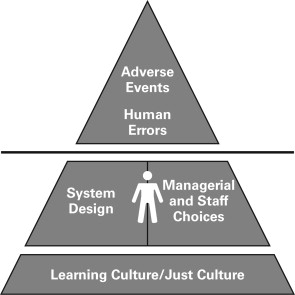 Adverse
Events
Human
Errors
System
Design
Managerial
and Staff
Choices
Learning Culture/Just Culture